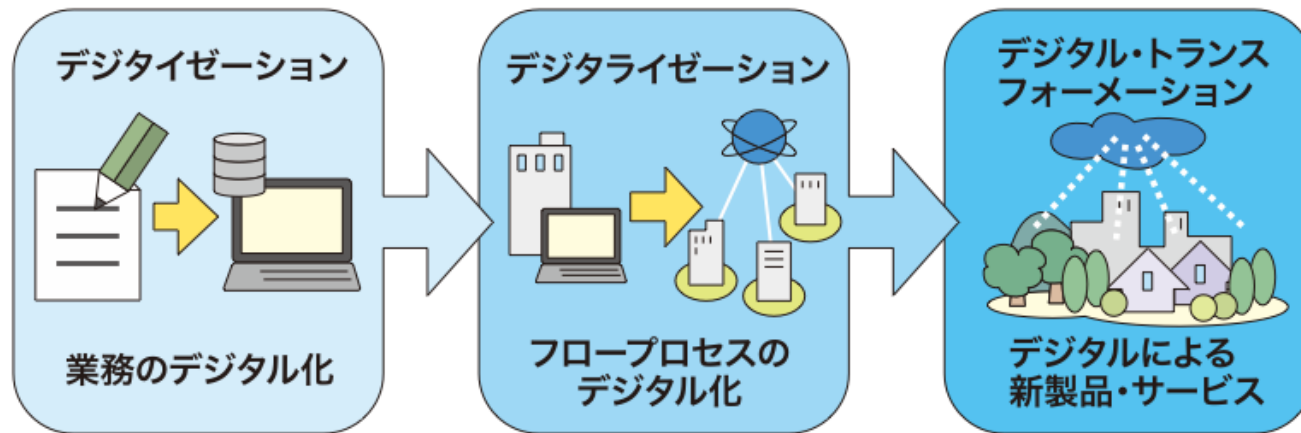 デジタイゼーション
業務のデジタル化
デジタライゼーション
フロープロセスの
デジタル化
デジタル・トランス
フォーメーション
デジタルによる
新製品・サービス